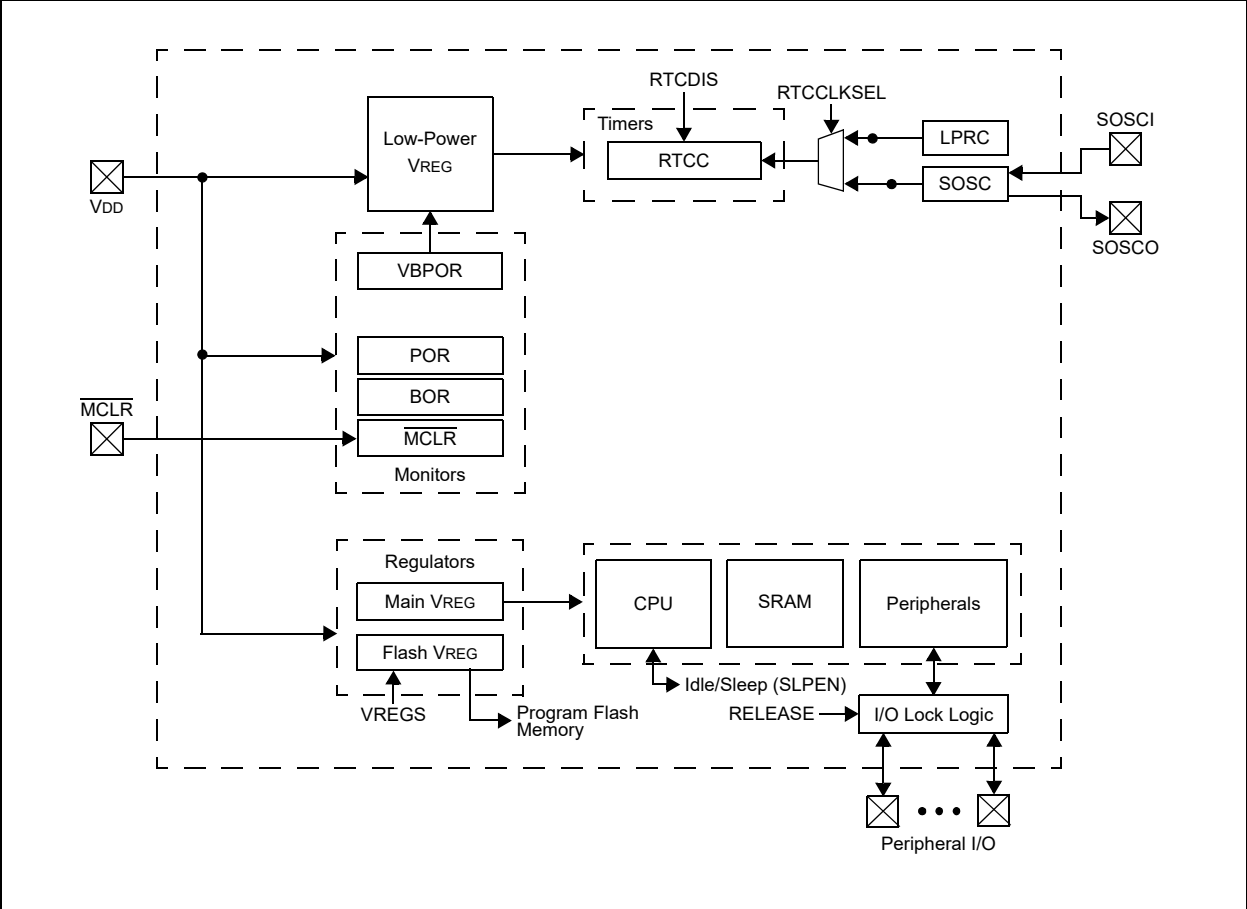 RTCDIS
RTCCLKSEL
Low-Power
VREG
Timers
RTCC
LPRC
SOSC
SOSCI
SOSCO
VDD
VBPOR
POR
BOR
MCLR
MCLR
Monitors
Regulators
Main VREG
Flash VREG
VREGS
Program Flash
Memory
CPU
SRAM
Peripherals
Idle/Sleep (SLPEN)
RELEASE
I/O Lock Logic
Peripheral I/O